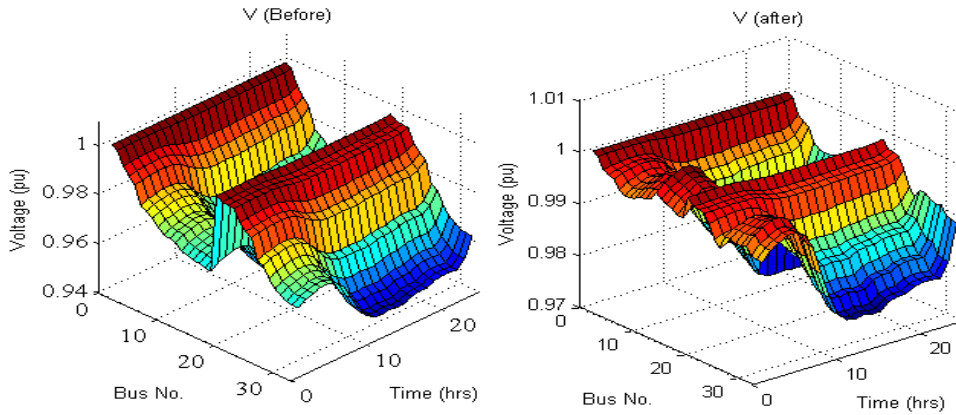 V (Before)
Voltage (pu)
1
0.98
0.96
0.94
0
10
20
30
Bus No.
0
10
20
Time (hrs)
V (after)
Voltage (pu)
1.01
1
0.99
0.98
0.97
0
10
20
30
Bus No.
0
10
20
Time (hrs)